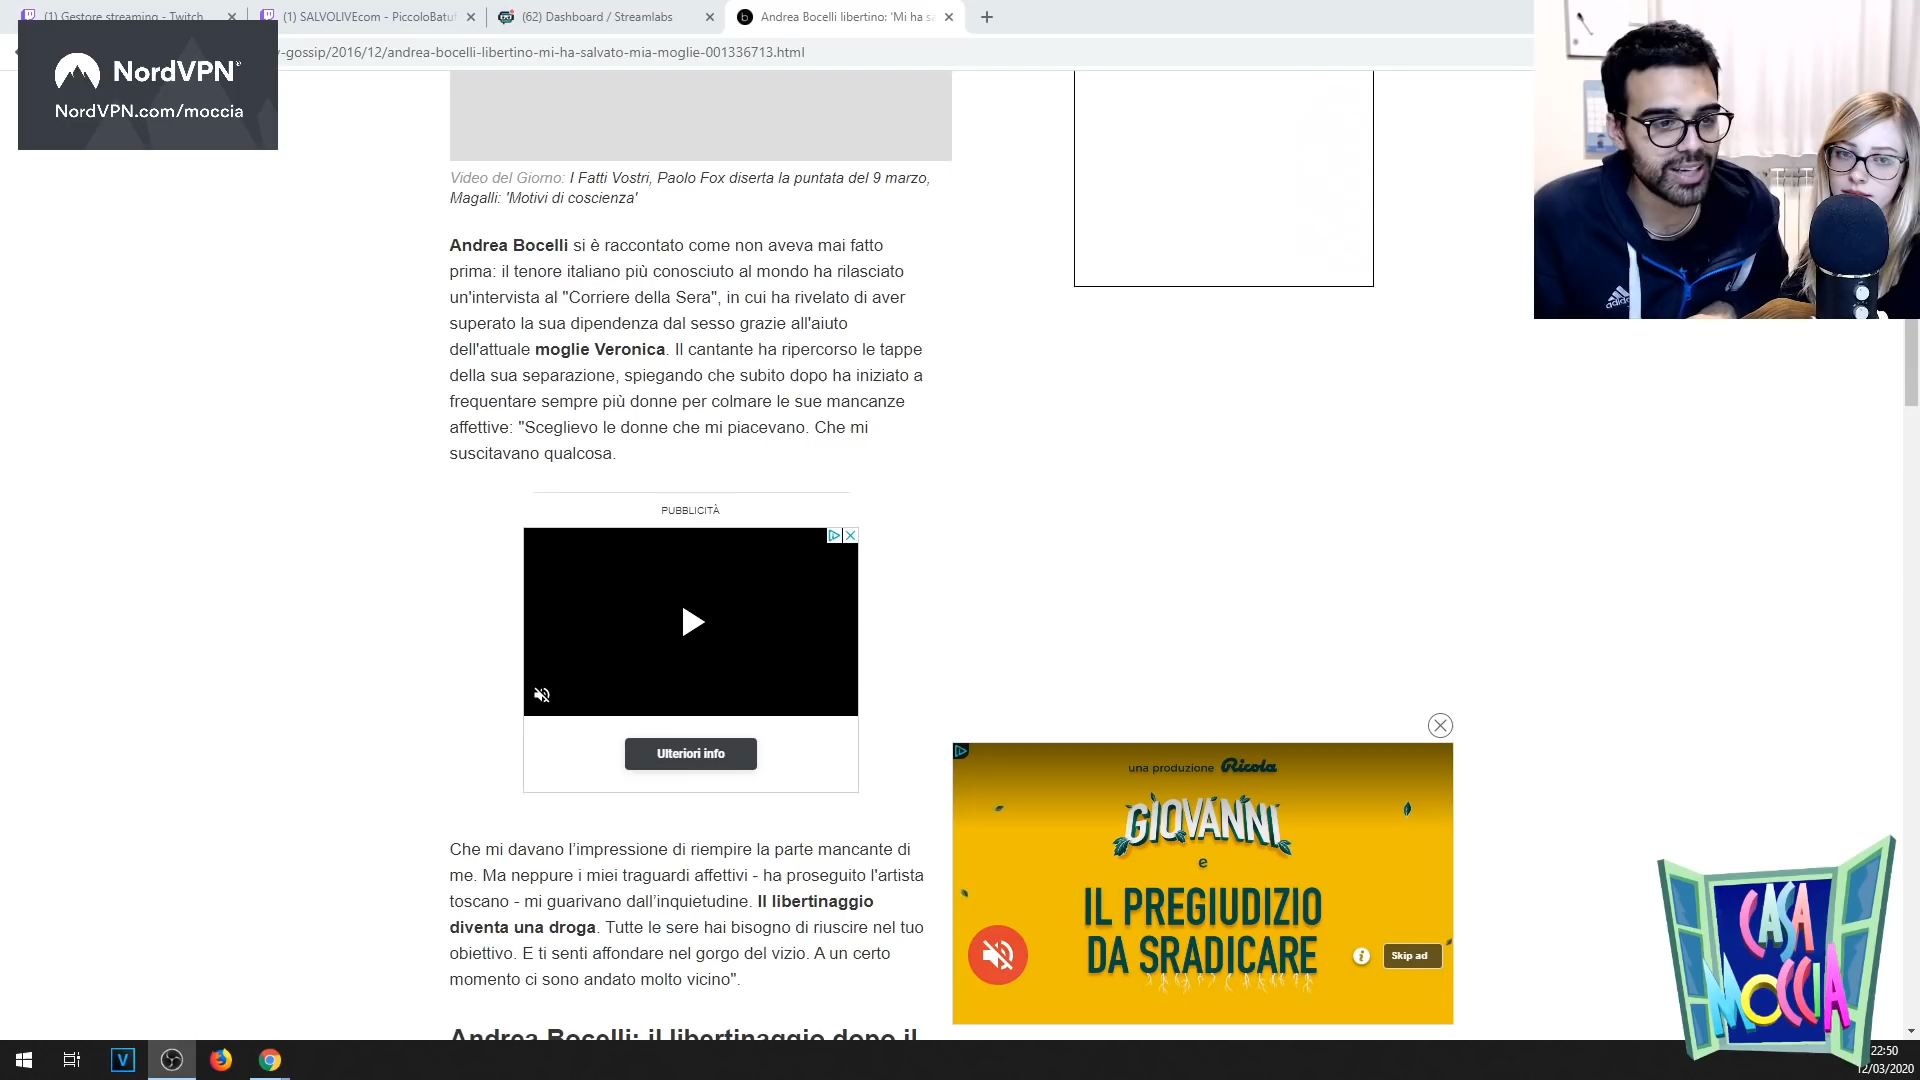 (1) Gestore streaming - Twitch
(1) SALVOLIVEcom - PiccoloBatuf
(62) Dashboard / Streamlabs
Andrea Bocelli libertino: 'Mi ha sa
-gossip/2016/12/andrea-bocelli-libertino-mi-ha-salvato-mia-moglie-001336713.html
NordVPN®
NordVPN.com/moccia
Video del Giorno: I Fatti Vostri, Paolo Fox diserta la puntata del 9 marzo,
Magalli: 'Motivi di coscienza'
Andrea Bocelli si è raccontato come non aveva mai fatto
prima: il tenore italiano più conosciuto al mondo ha rilasciato
un'intervista al "Corriere della Sera", in cui ha rivelato di aver
superato la sua dipendenza dal sesso grazie all'aiuto
dell'attuale moglie Veronica. Il cantante ha ripercorso le tappe
della sua separazione, spiegando che subito dopo ha iniziato a
frequentare sempre più donne per colmare le sue mancanze
affettive: "Sceglievo le donne che mi piacevano. Che mi
suscitavano qualcosa.
PUBBLICITÀ
Ulteriori info
Che mi davano l'impressione di riempire la parte mancante di
me. Ma neppure i miei traguardi affettivi - ha proseguito l'artista
toscano - mi guarivano dall'inquietudine. Il libertinaggio
diventa una droga. Tutte le sere hai bisogno di riuscire nel tuo
obiettivo. E ti senti affondare nel gorgo del vizio. A un certo
momento ci sono andato molto vicino".
Andrea Bocelli: il libertinaggio dopo il
una produzione Ricola
GIOVANNI
e
IL PREGIUDIZIO
DA SRADICARE
Skip ad
adidas
CASA
MOCCIA
V
22:50
12/03/2020